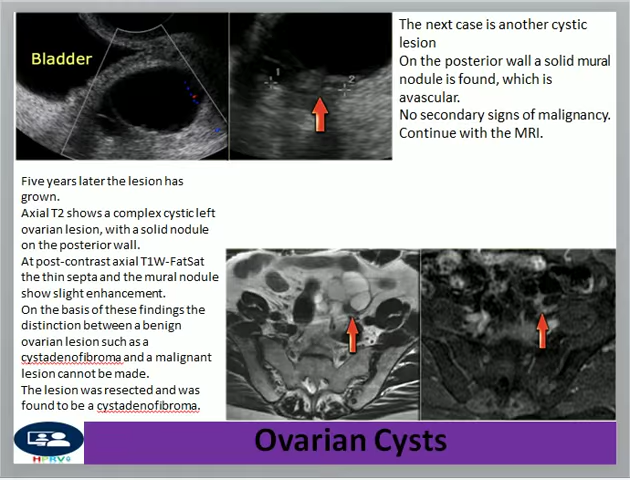 Bladder
1
2
The next case is another cystic
lesion
On the posterior wall a solid mural
nodule is found, which is
avascular.
No secondary signs of malignancy.
Continue with the MRI.
Five years later the lesion has
grown.
Axial T2 shows a complex cystic left
ovarian lesion, with a solid nodule
on the posterior wall.
At post-contrast axial T1W-FatSat
the thin septa and the mural nodule
show slight enhancement.
On the basis of these findings the
distinction between a benign
ovarian lesion such as a
cystadenofibroma and a malignant
lesion cannot be made.
The lesion was resected and was
found to be a cystadenofibroma.
Ovarian Cysts